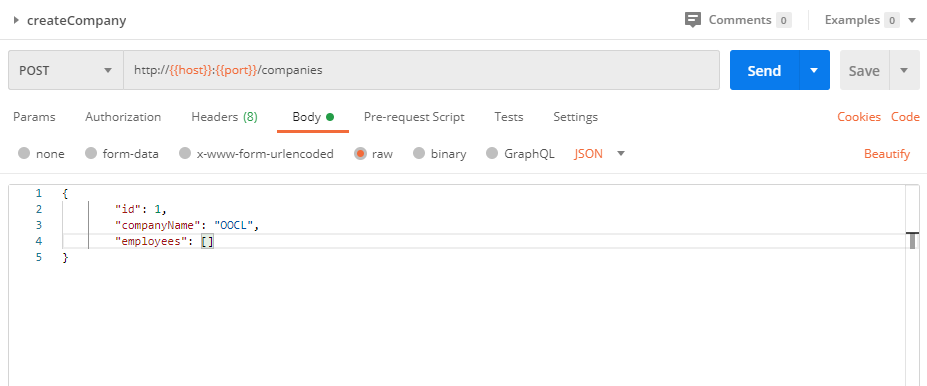 createCompany Comments 0 Examples 0
POST http://{{host}}:{{port}}/companies Send Save
Params Authorization Headers (8) Body Pre-request Script Tests Settings Cookies Code
none form-data x-www-form-urlencoded raw binary GraphQL JSON Beautify
1 {
2 "id": 1,
3 "companyName": "OOCL",
4 "employees": []
5 }